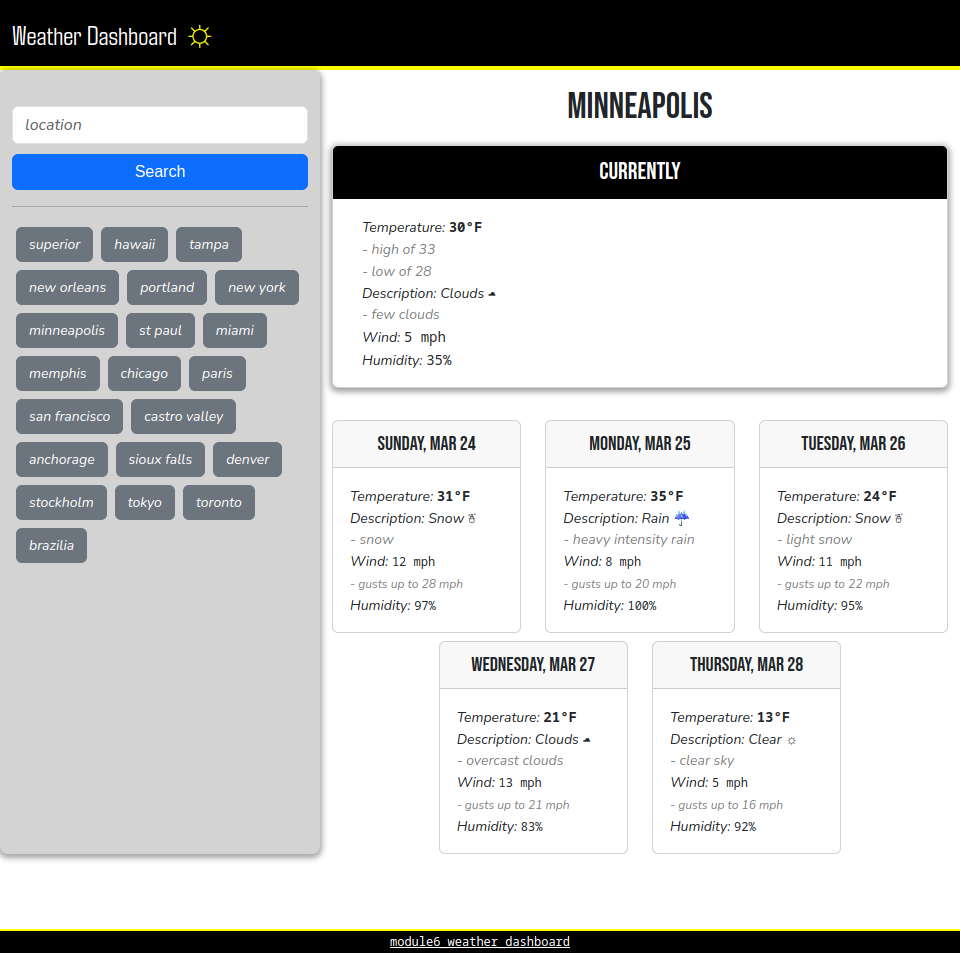 Weather Dashboard ☼
location
Search
superior hawaii tampa
new orleans portland new york
minneapolis st paul miami
memphis chicago paris
san francisco castro valley
anchorage sioux falls denver
stockholm tokyo toronto
brazilia
MINNEAPOLIS
CURRENTLY
Temperature: 30°F
- high of 33
- low of 28
Description: Clouds ☁
- few clouds
Wind: 5 mph
Humidity: 35%
SUNDAY, MAR 24
Temperature: 31°F
Description: Snow ☃
- snow
Wind: 12 mph
- gusts up to 28 mph
Humidity: 97%
MONDAY, MAR 25
Temperature: 35°F
Description: Rain ☔
- heavy intensity rain
Wind: 8 mph
- gusts up to 20 mph
Humidity: 100%
TUESDAY, MAR 26
Temperature: 24°F
Description: Snow ☃
- light snow
Wind: 11 mph
- gusts up to 22 mph
Humidity: 95%
WEDNESDAY, MAR 27
Temperature: 21°F
Description: Clouds ☁
- overcast clouds
Wind: 13 mph
- gusts up to 21 mph
Humidity: 83%
THURSDAY, MAR 28
Temperature: 13°F
Description: Clear ☼
- clear sky
Wind: 5 mph
- gusts up to 16 mph
Humidity: 92%
module6 weather dashboard